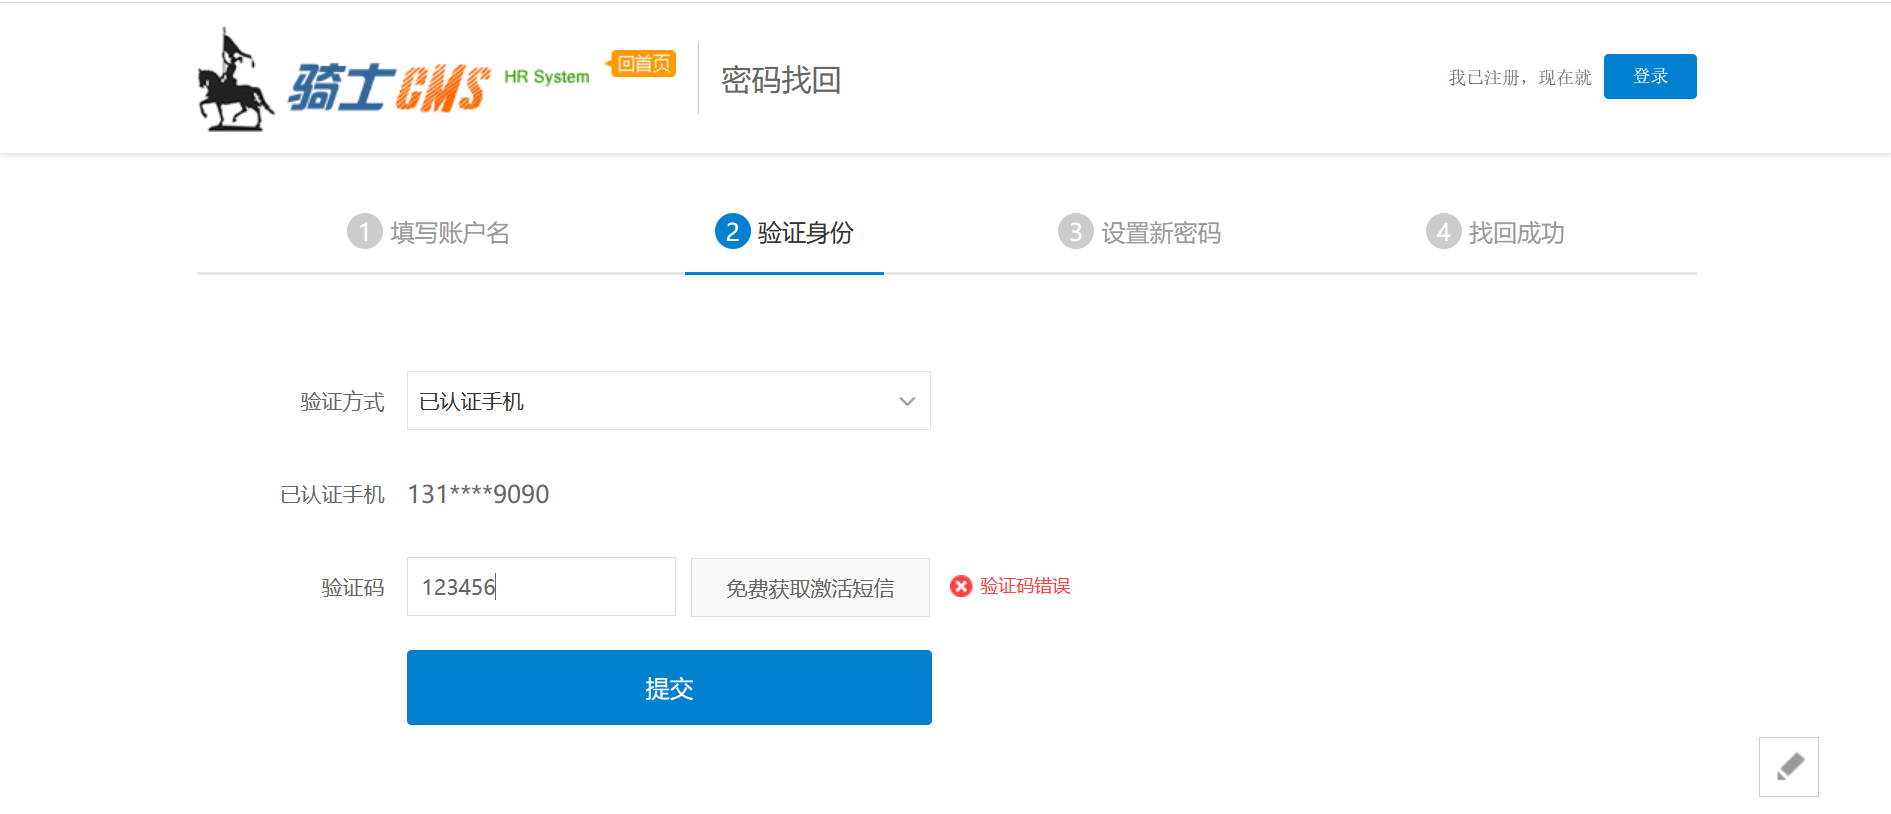 骑士CMS HR System 回首页 密码找回 我已注册，现在就 登录
1 填写账户名 2 验证身份 3 设置新密码 4 找回成功
验证方式 已认证手机
已认证手机 131****9090
验证码 123456 免费获取激活短信 验证码错误
提交